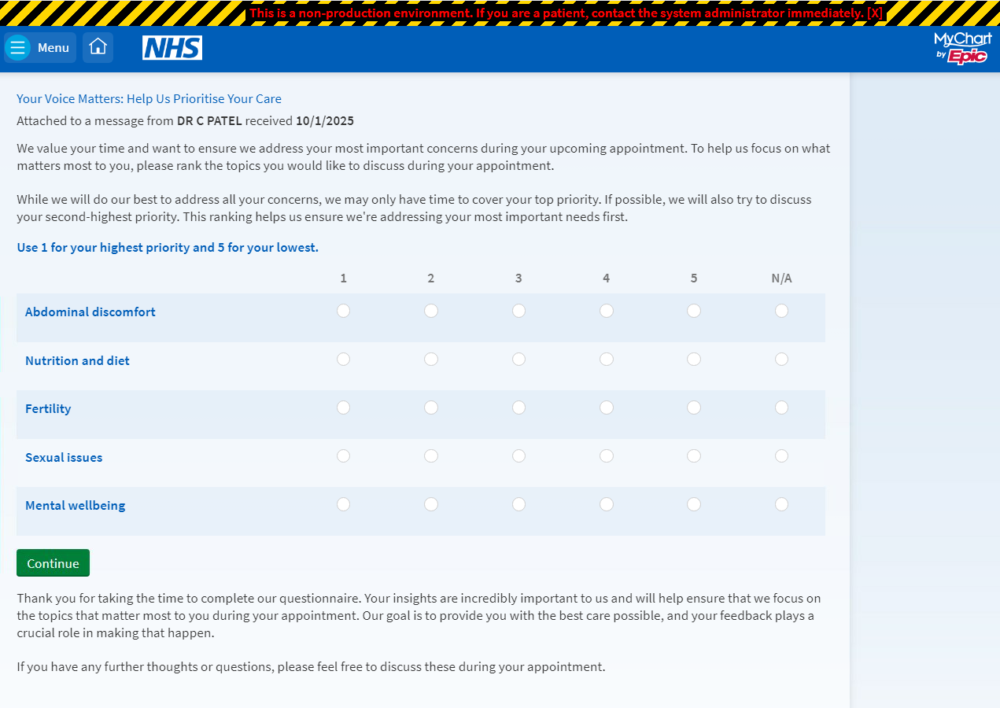 This is a non-production environment. If you are a patient, contact the system administrator immediately. [X]
Menu
NHS
MyChart
by Epic
Your Voice Matters: Help Us Prioritise Your Care
Attached to a message from DR C PATEL received 10/1/2025
We value your time and want to ensure we address your most important concerns during your upcoming appointment. To help us focus on what
matters most to you, please rank the topics you would like to discuss during your appointment.
While we will do our best to address all your concerns, we may only have time to cover your top priority. If possible, we will also try to discuss
your second-highest priority. This ranking helps us ensure we're addressing your most important needs first.
Use 1 for your highest priority and 5 for your lowest.
1 2 3 4 5 N/A
Abdominal discomfort
Nutrition and diet
Fertility
Sexual issues
Mental wellbeing
Continue
Thank you for taking the time to complete our questionnaire. Your insights are incredibly important to us and will help ensure that we focus on
the topics that matter most to you during your appointment. Our goal is to provide you with the best care possible, and your feedback plays a
crucial role in making that happen.
If you have any further thoughts or questions, please feel free to discuss these during your appointment.